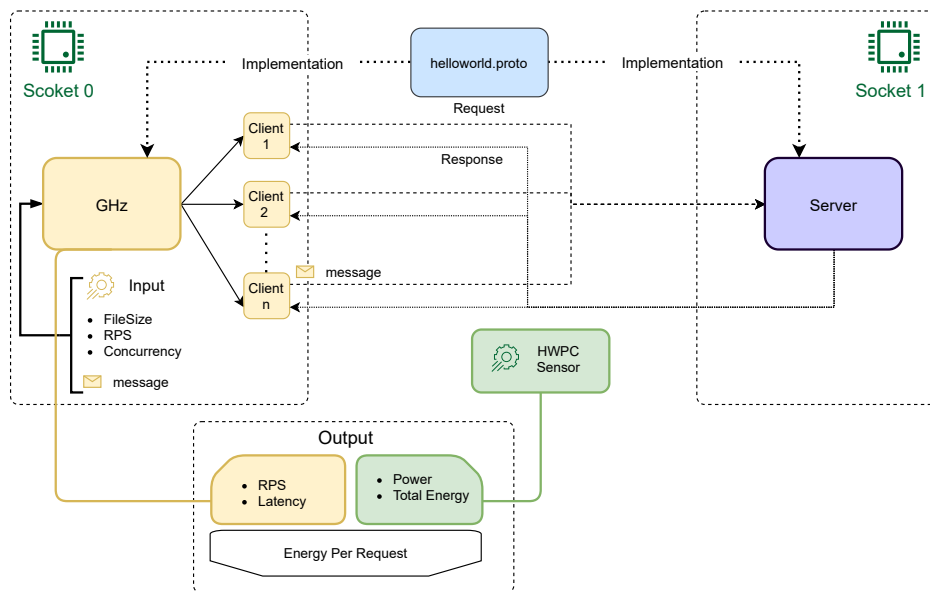 Scoket 0
Implementation
helloworld.proto
Implementation
Socket 1
Request
Client
1
Response
GHz
Client
2
Server
message
Client
n
Input
FileSize
RPS
Concurrency
message
HWPC
Sensor
Output
RPS
Latency
Power
Total Energy
Energy Per Request